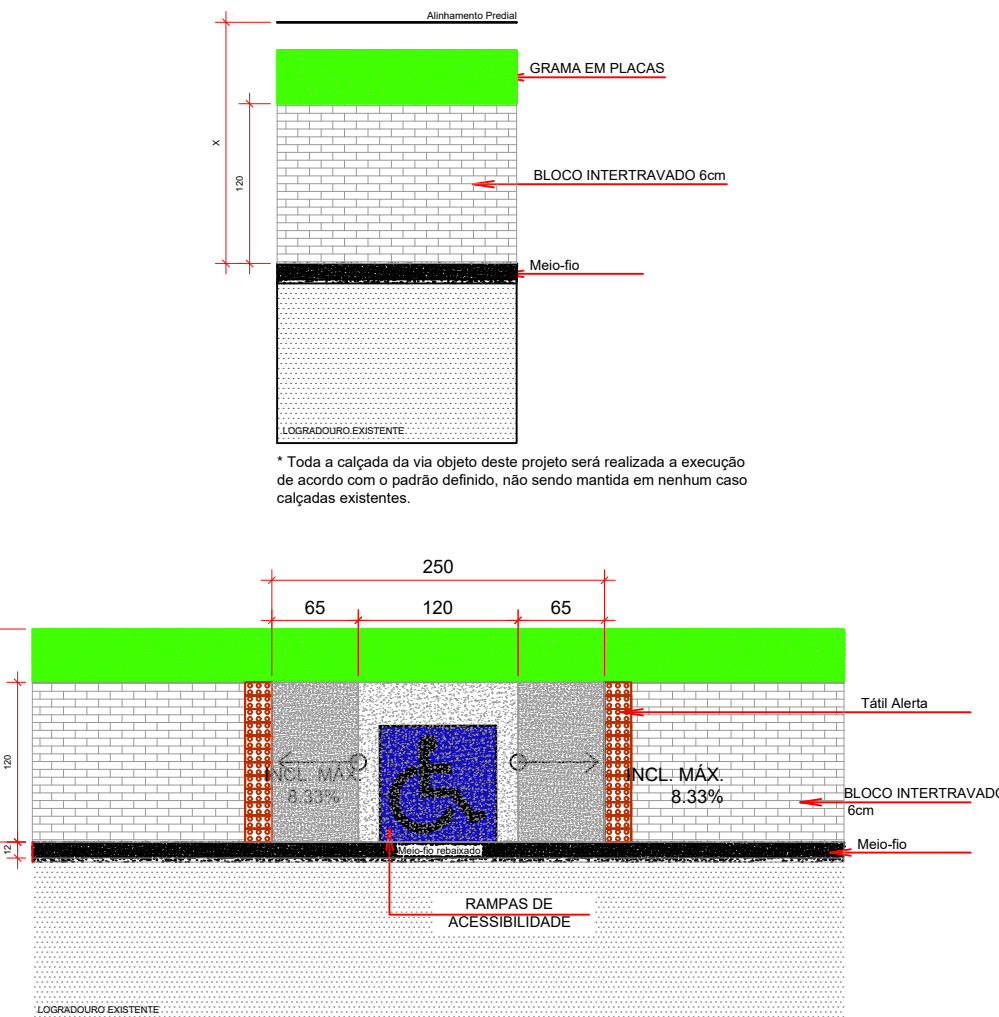 Alinhamento Predial
GRAMA EM PLACAS
X
120
BLOCO INTERTRAVADO 6cm
Meio-fio
LOGRADOURO EXISTENTE
* Toda a calçada da via objeto deste projeto será realizada a execução
de acordo com o padrão definido, não sendo mantida em nenhum caso
calçadas existentes.
250
65
120
65
Tátil Alerta
120
INCL. MÁX.
8.33%
INCL. MÁX.
8.33%
BLOCO INTERTRAVADO
6cm
12
Meio-fio rebaixado
Meio-fio
RAMPAS DE
ACESSIBILIDADE
LOGRADOURO EXISTENTE